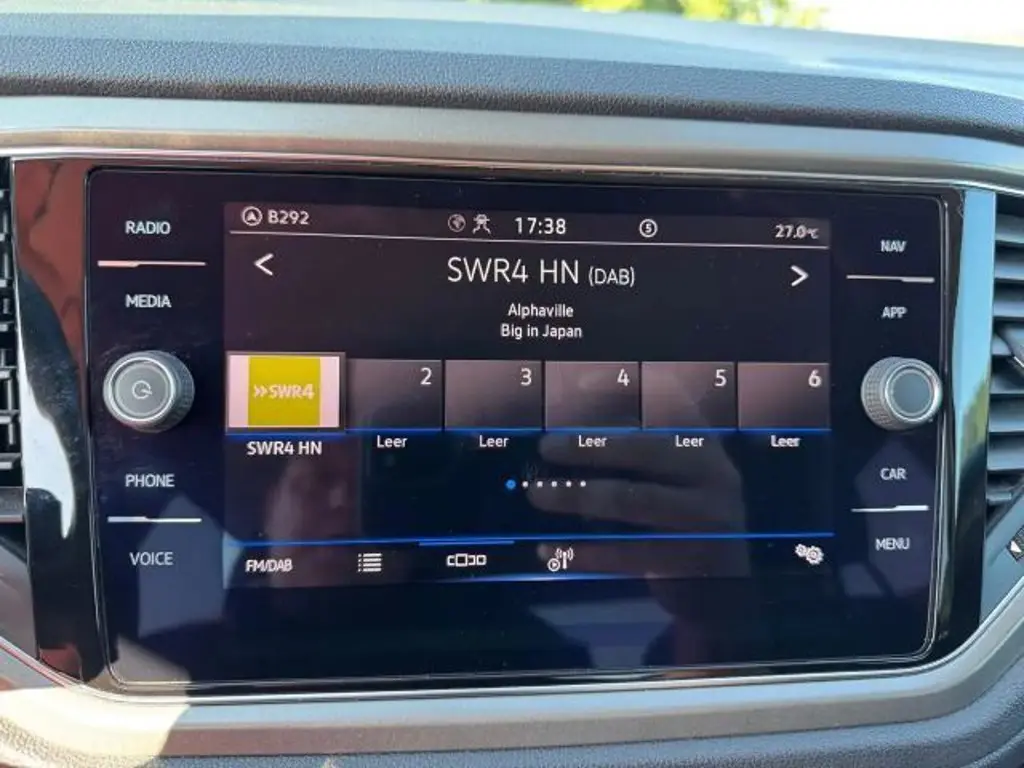 RADIO
MEDIA
PHONE
VOICE
B292
17:38
5
27.0°C
SWR4 HN (DAB)
Alphaville
Big in Japan
>>SWR4
2
3
4
5
6
SWR4 HN
Leer
Leer
Leer
Leer
Leer
FM/DAB
NAV
APP
CAR
MENU